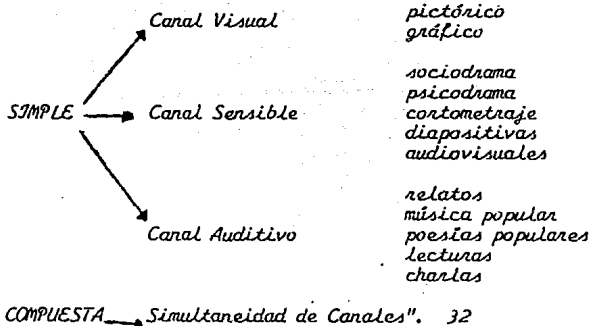 pictórico
Canal Visual
gráfico
sociodrama
psicodrama
SIMPLE Canal Sensible cortometraje
diapositivas
audiovisuales
relatos
música popular
Canal Auditivo poesías populares
lecturas
charlas
COMPUESTA Simultaneidad de Canales". 32